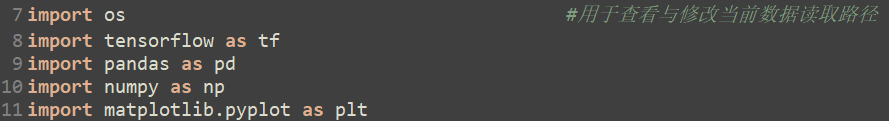 7 import os #用于查看与修改当前数据读取路径
8 import tensorflow as tf
9 import pandas as pd
10 import numpy as np
11 import matplotlib.pyplot as plt